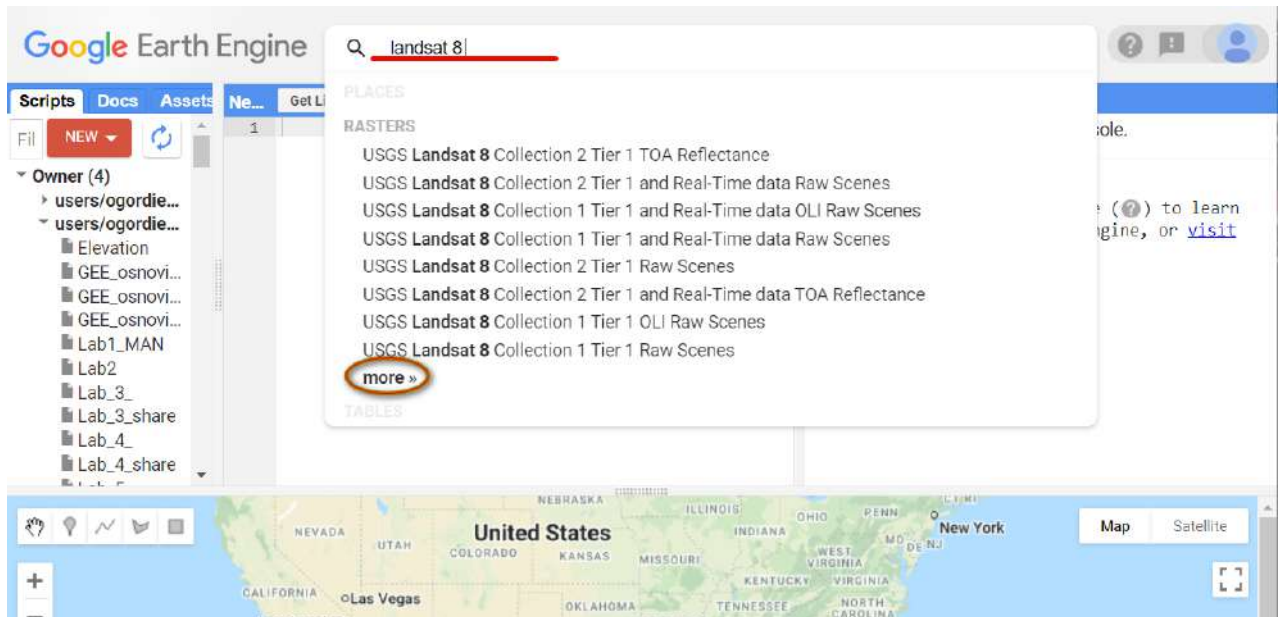 Google Earth Engine
landsat 8
Scripts Docs Assets
Ne... Get Li
PLACES
RASTERS
USGS Landsat 8 Collection 2 Tier 1 TOA Reflectance
USGS Landsat 8 Collection 2 Tier 1 and Real-Time data Raw Scenes
USGS Landsat 8 Collection 1 Tier 1 and Real-Time data OLI Raw Scenes
USGS Landsat 8 Collection 1 Tier 1 and Real-Time data Raw Scenes
USGS Landsat 8 Collection 2 Tier 1 Raw Scenes
USGS Landsat 8 Collection 2 Tier 1 and Real-Time data TOA Reflectance
USGS Landsat 8 Collection 1 Tier 1 OLI Raw Scenes
USGS Landsat 8 Collection 1 Tier 1 Raw Scenes
more »
TABLES
Fil NEW
Owner (4)
users/ogordie...
users/ogordie...
Elevation
GEE_osnovi...
GEE_osnovi...
GEE_osnovi...
Lab1_MAN
Lab2
Lab_3_
Lab_3_share
Lab_4_
Lab_4_share
1
sole.
(?) to learn
gine, or visit
NEBRASKA
ILLINOIS
OHIO
PENN
NEVADA
UTAH
United States
INDIANA
New York
COLORADO
KANSAS
MISSOURI
WEST VIRGINIA
MD
DE NJ
KENTUCKY
VIRGINIA
CALIFORNIA
Las Vegas
OKLAHOMA
TENNESSEE
NORTH CAROLINA
Map Satellite
+